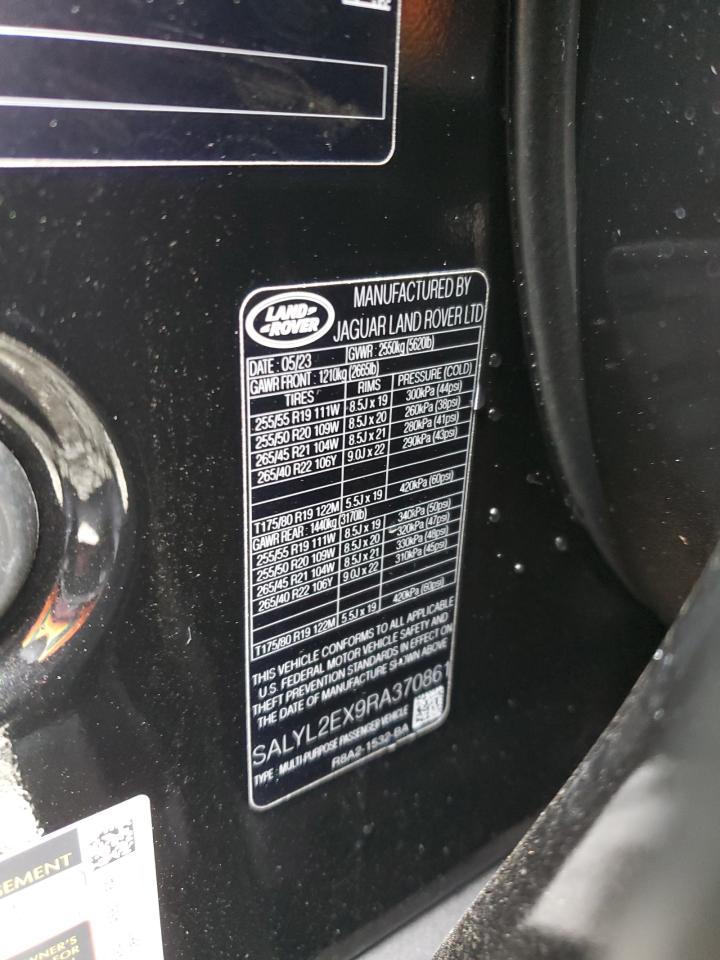 LAND-
-ROVER
MANUFACTURED BY
JAGUAR LAND ROVER LTD
DATE : 05/23 GVWR : 2550kg (5620lb)
GAWR FRONT : 1210kg (2665lb)
TIRES RIMS PRESSURE (COLD)
255/55 R19 111W 8.5J x 19 300kPa (44psi)
255/50 R20 109W 8.5J x 20 260kPa (38psi)
265/45 R21 104W 8.5J x 21 280kPa (41psi)
265/40 R22 106Y 9.0J x 22 290kPa (43psi)
T175/80 R19 122M 5.5J x 19 420kPa (60psi)
GAWR REAR : 1440kg (3170lb)
255/55 R19 111W 8.5J x 19 340kPa (50psi)
255/50 R20 109W 8.5J x 20 320kPa (47psi)
265/45 R21 104W 8.5J x 21 330kPa (48psi)
265/40 R22 106Y 9.0J x 22 310kPa (45psi)
T175/80 R19 122M 5.5J x 19 420kPa (60psi)
THIS VEHICLE CONFORMS TO ALL APPLICABLE
U.S. FEDERAL MOTOR VEHICLE SAFETY AND
THEFT PREVENTION STANDARDS IN EFFECT ON
THE DATE OF MANUFACTURE SHOWN ABOVE
SALYL2EX9RA370861
TYPE : MULTI-PURPOSE PASSENGER VEHICLE
R8A2-1532-BA
SEMENT
WNER'S
FOR